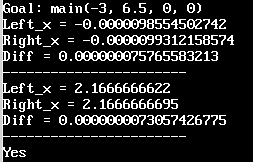 Goal: main(-3, 6.5, 0, 0)
Left_x = -0.0000098554502742
Right_x = -0.0000099312158574
Diff = 0.000000075765583213
-----------------------
Left_x = 2.1666666622
Right_x = 2.1666666695
Diff = 0.0000000073057426775
-----------------------
Yes